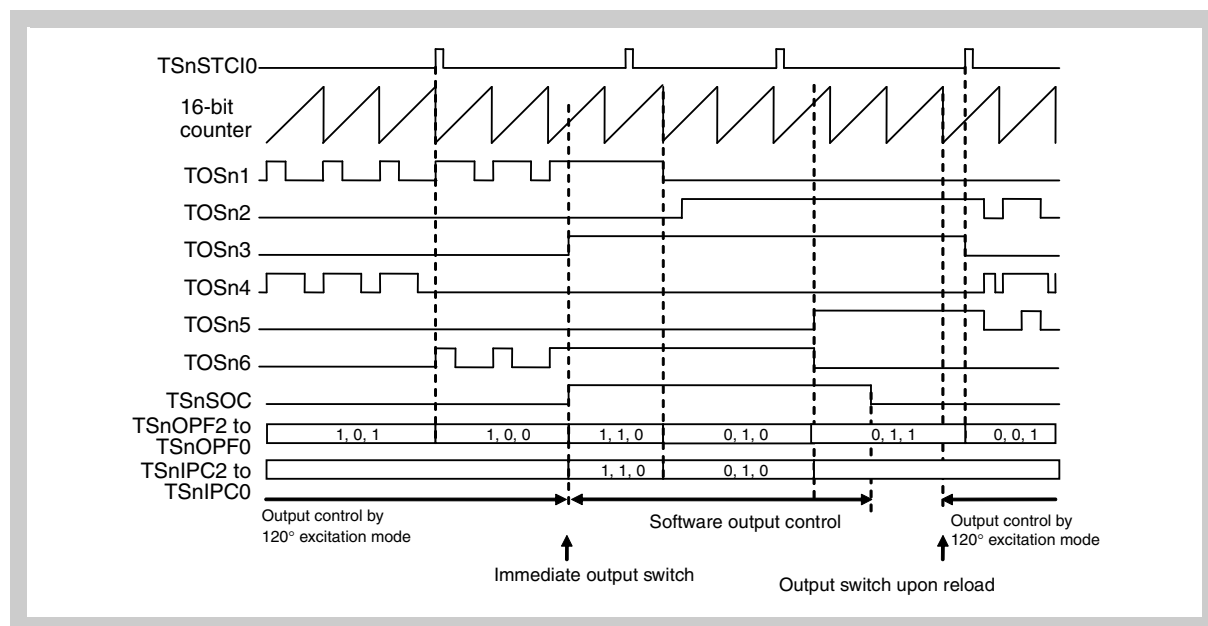 TSnSTCI0
16-bit
counter
TOSn1
TOSn2
TOSn3
TOSn4
TOSn5
TOSn6
TSnSOC
TSnOPF2 to
TSnOPF0
1, 0, 1
1, 0, 0
1, 1, 0
0, 1, 0
0, 1, 1
0, 0, 1
TSnIPC2 to
TSnIPC0
1, 1, 0
0, 1, 0
Output control by
120° excitation mode
Software output control
Output control by
120° excitation mode
Immediate output switch
Output switch upon reload